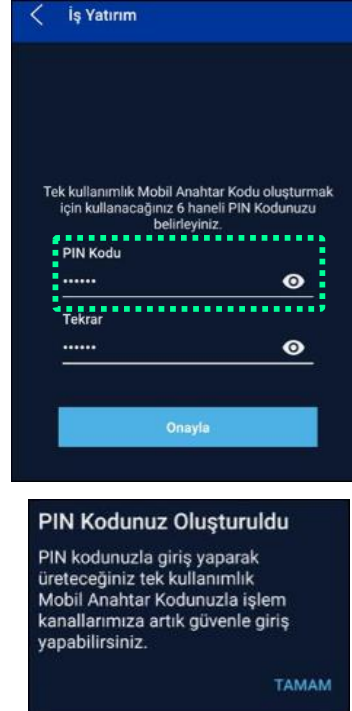 İş Yatırım
Tek kullanımlık Mobil Anahtar Kodu oluşturmak
için kullanacağınız 6 haneli PIN Kodunuzu
belirleyiniz.
PIN Kodu
••••••
Tekrar
••••••
Onayla
PIN Kodunuz Oluşturuldu
PIN kodunuzla giriş yaparak
üreteceğiniz tek kullanımlık
Mobil Anahtar Kodunuzla işlem
kanallarımıza artık güvenle giriş
yapabilirsiniz.
TAMAM